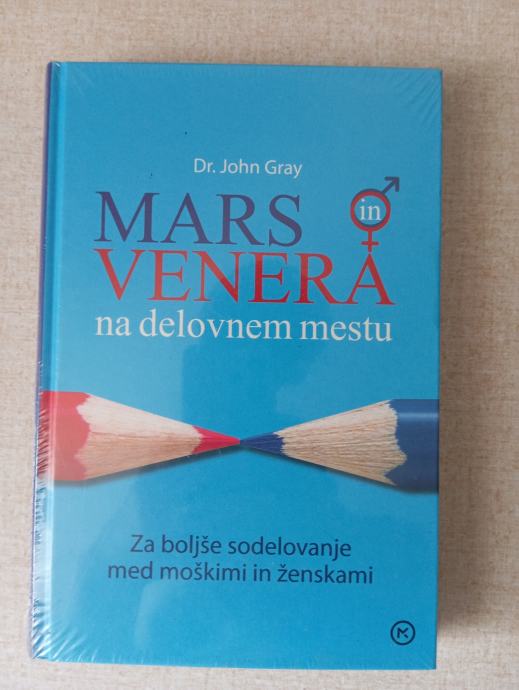 Dr. John Gray
MARS in
VENERA
na delovnem mestu
Za boljše sodelovanje
med moškimi in ženskami